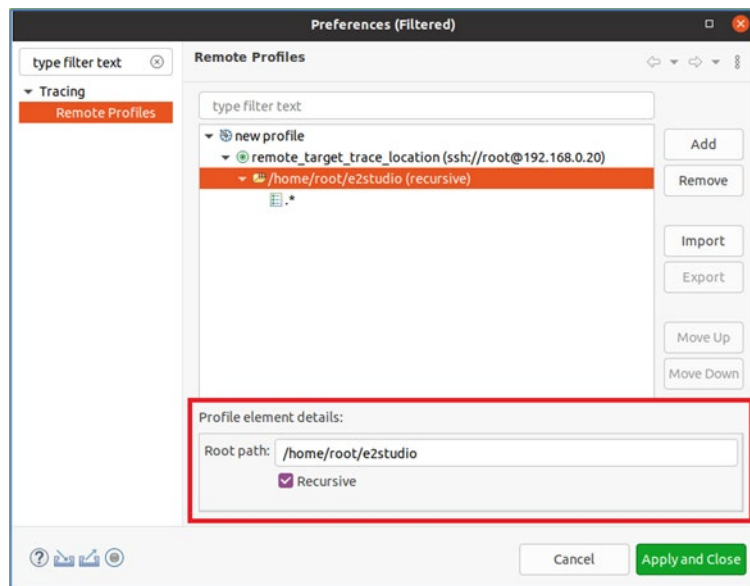 Preferences (Filtered)
type filter text
Tracing
Remote Profiles
Remote Profiles
type filter text
new profile
remote_target_trace_location (ssh://root@192.168.0.20)
/home/root/e2studio (recursive)
.*
Add
Remove
Import
Export
Move Up
Move Down
Profile element details:
Root path: /home/root/e2studio
Recursive
Cancel
Apply and Close